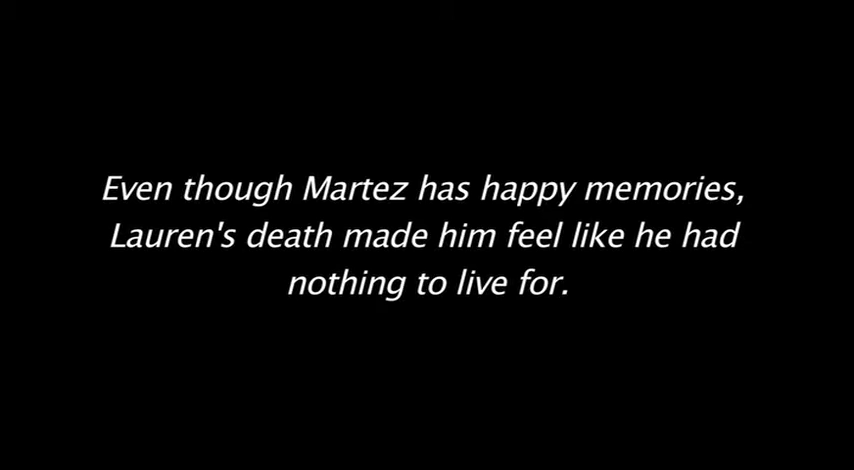 Even though Martez has happy memories,
Lauren's death made him feel like he had
nothing to live for.